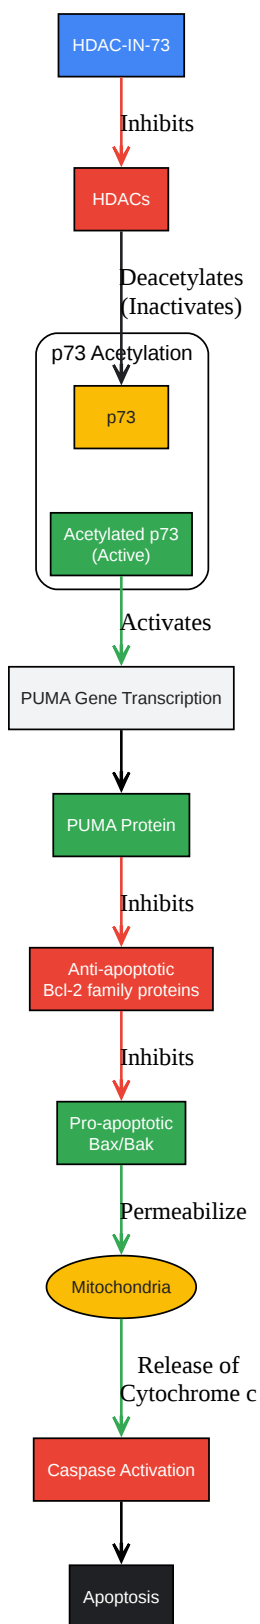 HDAC-IN-73
Inhibits
HDACs
Deacetylates
(Inactivates)
p73 Acetylation
p73
Acetylated p73
(Active)
Activates
PUMA Gene Transcription
PUMA Protein
Inhibits
Anti-apoptotic
Bcl-2 family proteins
Inhibits
Pro-apoptotic
Bax/Bak
Permeabilize
Mitochondria
Release of
Cytochrome c
Caspase Activation
Apoptosis